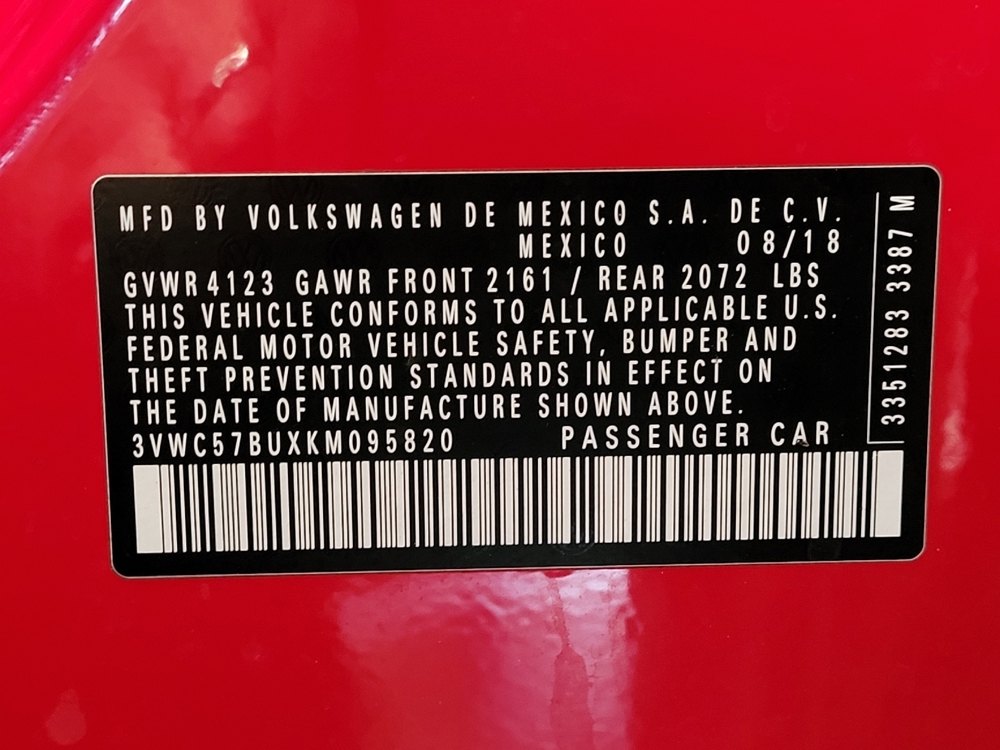 MFD BY VOLKSWAGEN DE MEXICO S.A. DE C.V.
MEXICO 08/18
GVWR 4123 GAWR FRONT 2161 / REAR 2072 LBS
THIS VEHICLE CONFORMS TO ALL APPLICABLE U.S.
FEDERAL MOTOR VEHICLE SAFETY, BUMPER AND
THEFT PREVENTION STANDARDS IN EFFECT ON
THE DATE OF MANUFACTURE SHOWN ABOVE.
3VWC57BUXKM095820 PASSENGER CAR
3351283 3387 M